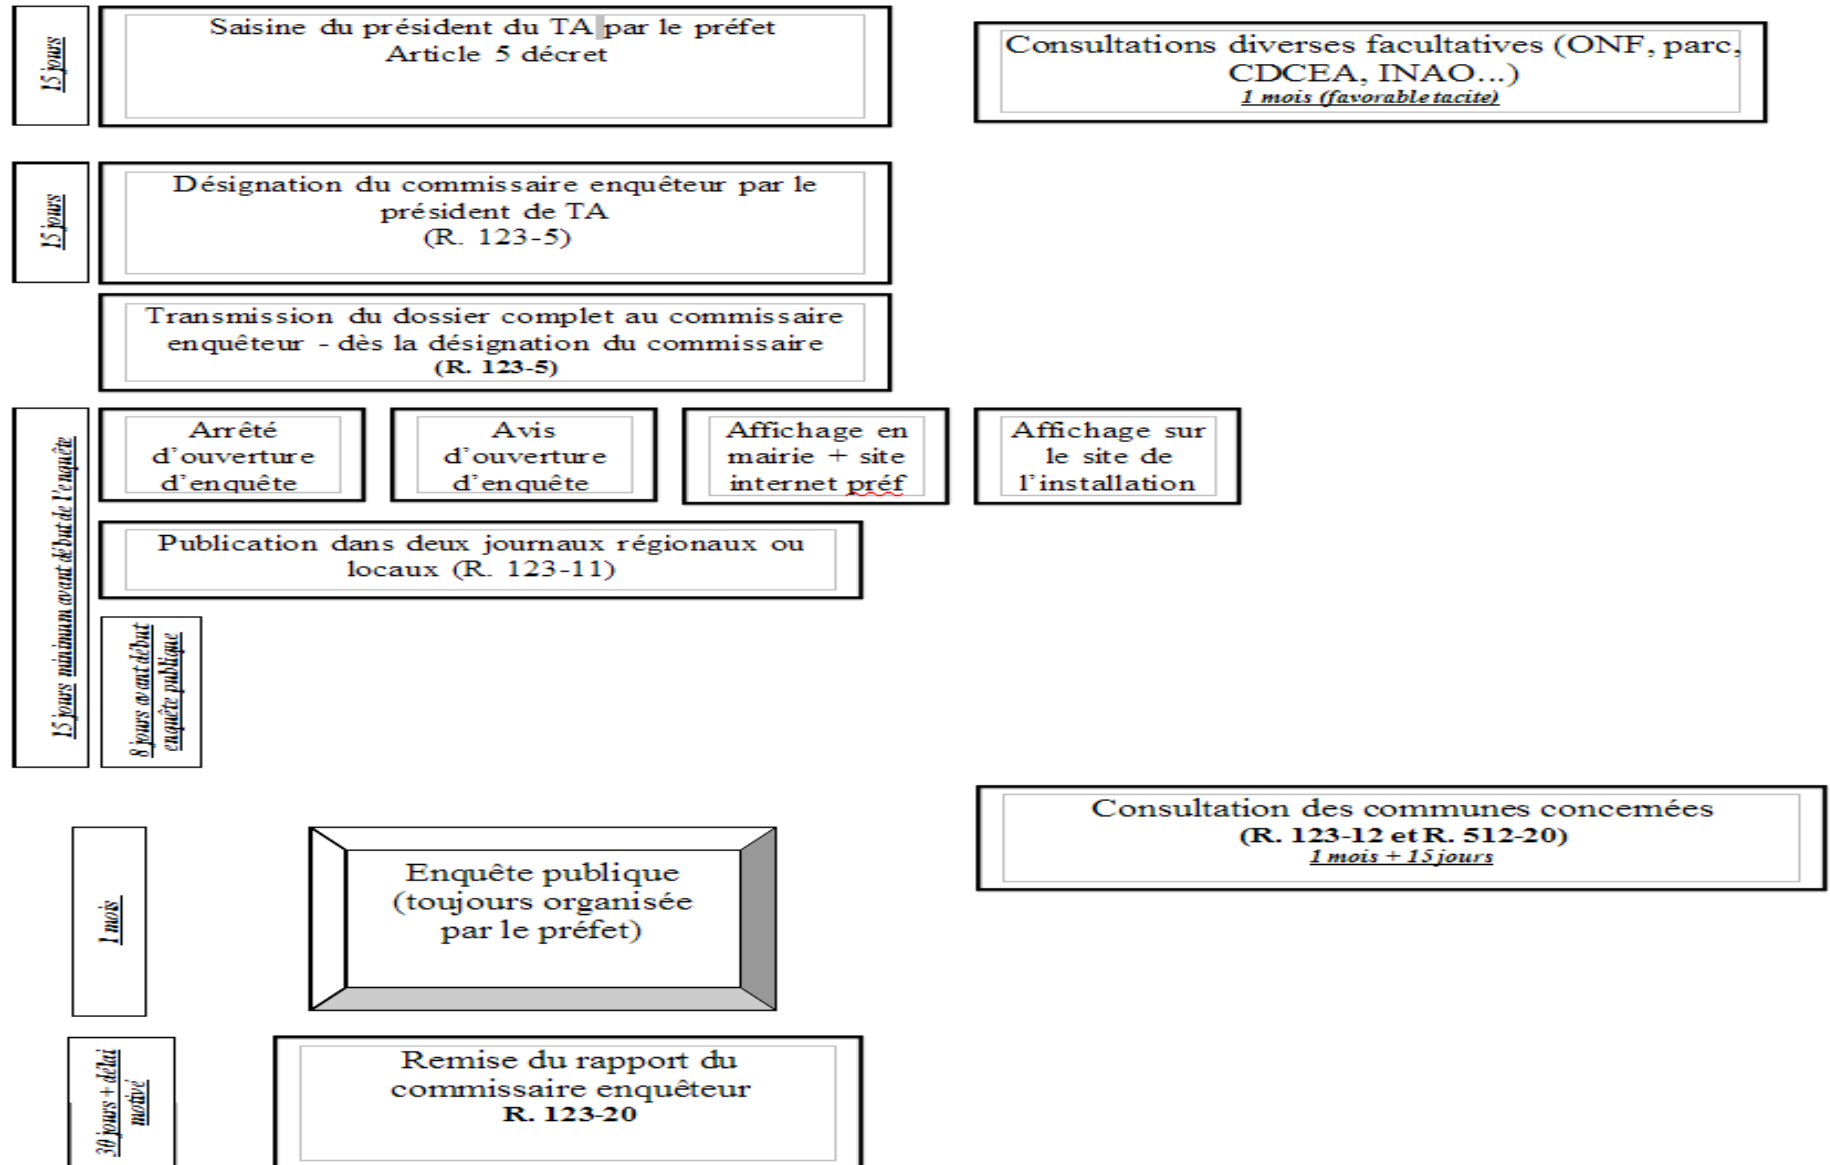 15 jours
Saisine du président du TA par le préfet
Article 5 décret
Consultations diverses facultatives (ONF, parc,
CDCEA, INAO...)
1 mois (favorable tacite)
15 jours
Désignation du commissaire enquêteur par le
président de TA
(R. 123-5)
Transmission du dossier complet au commissaire
enquêteur - dès la désignation du commissaire
(R. 123-5)
15 jours minimum avant début de l'enquête
Arrêté
d'ouverture
d'enquête
Avis
d'ouverture
d'enquête
Affichage en
mairie + site
internet préf
Affichage sur
le site de
l'installation
Publication dans deux journaux régionaux ou
locaux (R. 123-11)
8 jours avant début
enquête publique
Consultation des communes concernées
(R. 123-12 et R. 512-20)
1 mois + 15 jours
1 mois
Enquête publique
(toujours organisée
par le préfet)
30 jours + délai
motivé
Remise du rapport du
commissaire enquêteur
R. 123-20